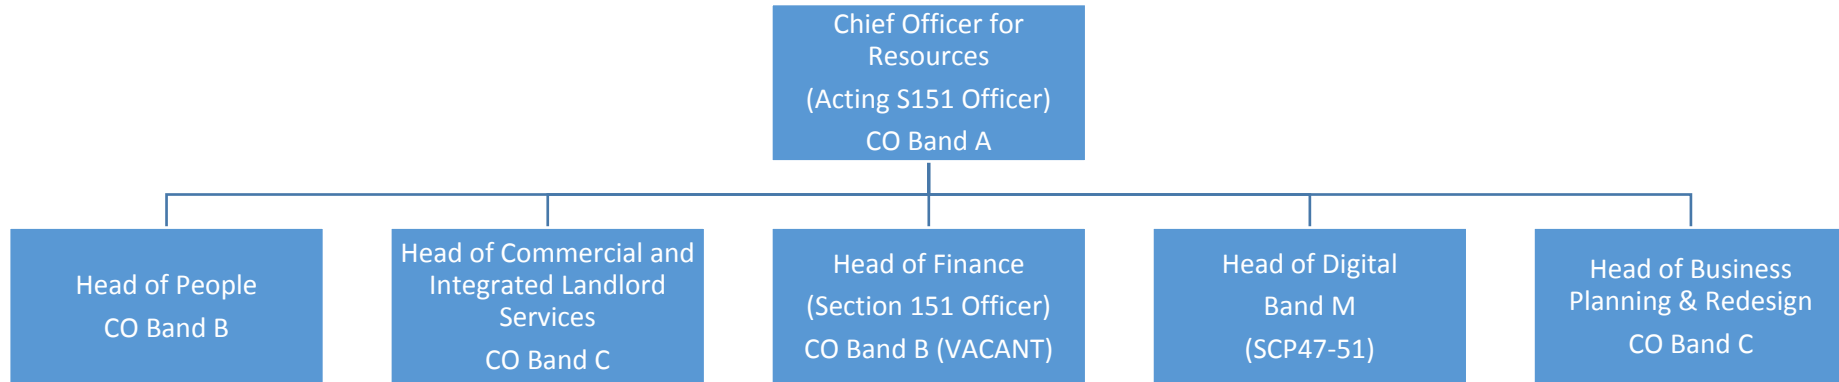 Chief Officer for
Resources
(Acting S151 Officer)
CO Band A
Head of People
CO Band B
Head of Commercial and
Integrated Landlord
Services
CO Band C
Head of Finance
(Section 151 Officer)
CO Band B (VACANT)
Head of Digital
Band M
(SCP47-51)
Head of Business
Planning & Redesign
CO Band C